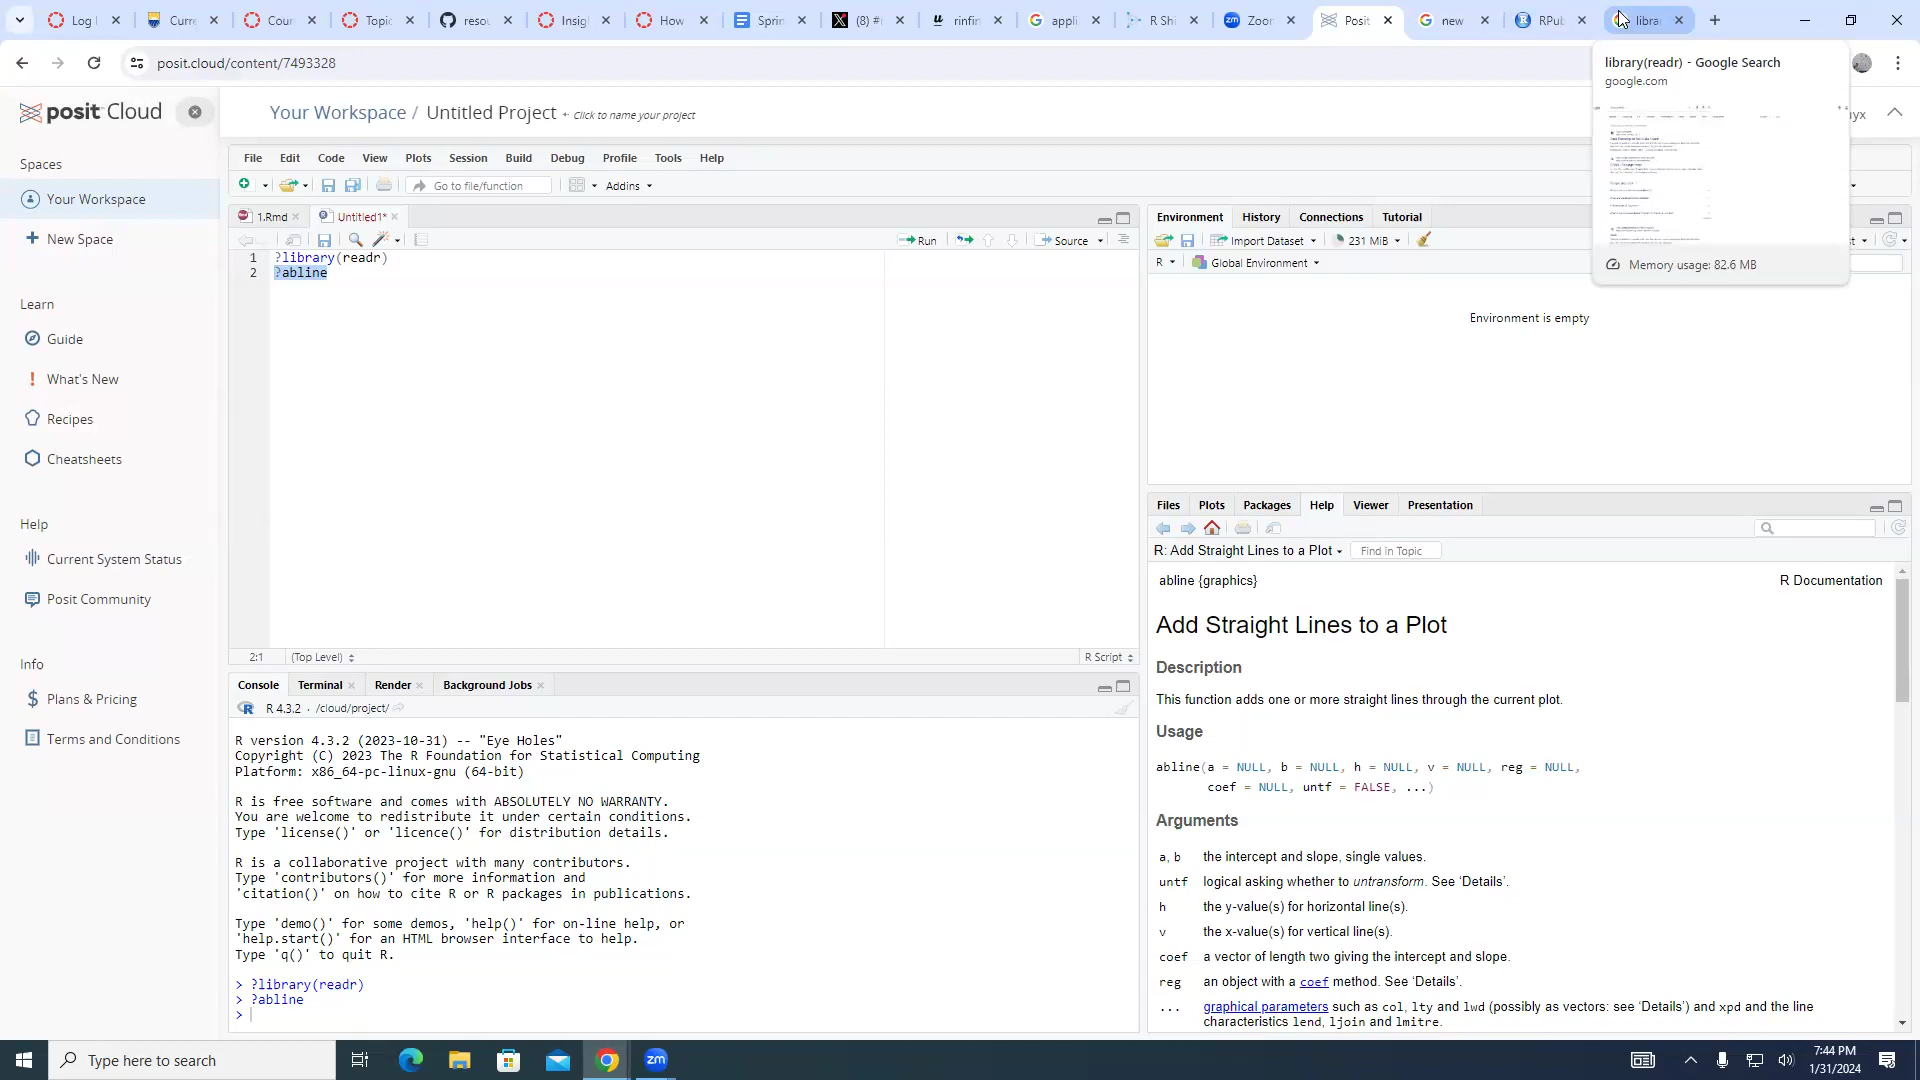 Log I
Curre
Cour
Topic
reso
Insig
How
Sprin
(8) #
rinfin
appli
R Shi
Zoor
Posit
new
RPub
librar
posit.cloud/content/7493328
library(readr) - Google Search
google.com
Memory usage: 82.6 MB
posit Cloud
Your Workspace / Untitled Project ← Click to name your project
yx
Spaces
Your Workspace
New Space
Learn
Guide
What's New
Recipes
Cheatsheets
Help
Current System Status
Posit Community
Info
Plans & Pricing
Terms and Conditions
File Edit Code View Plots Session Build Debug Profile Tools Help
Go to file/function Addins
1.Rmd Untitled1*
Run Source
1 ?library(readr)
2 ?abline
2:1 (Top Level) R Script
Console Terminal Render Background Jobs
R 4.3.2 · /cloud/project/
R version 4.3.2 (2023-10-31) -- "Eye Holes"
Copyright (C) 2023 The R Foundation for Statistical Computing
Platform: x86_64-pc-linux-gnu (64-bit)
R is free software and comes with ABSOLUTELY NO WARRANTY.
You are welcome to redistribute it under certain conditions.
Type 'license()' or 'licence()' for distribution details.
R is a collaborative project with many contributors.
Type 'contributors()' for more information and
'citation()' on how to cite R or R packages in publications.
Type 'demo()' for some demos, 'help()' for on-line help, or
'help.start()' for an HTML browser interface to help.
Type 'q()' to quit R.
> ?library(readr)
> ?abline
>
Environment History Connections Tutorial
Import Dataset 231 MiB st
R Global Environment
Environment is empty
Files Plots Packages Help Viewer Presentation
R: Add Straight Lines to a Plot Find in Topic
abline {graphics} R Documentation
Add Straight Lines to a Plot
Description
This function adds one or more straight lines through the current plot.
Usage
abline(a = NULL, b = NULL, h = NULL, v = NULL, reg = NULL,
coef = NULL, untf = FALSE, ...)
Arguments
a, b the intercept and slope, single values.
untf logical asking whether to untransform. See ‘Details’.
h the y-value(s) for horizontal line(s).
v the x-value(s) for vertical line(s).
coef a vector of length two giving the intercept and slope.
reg an object with a coef method. See ‘Details’.
... graphical parameters such as col, lty and lwd (possibly as vectors: see ‘Details’) and xpd and the line
characteristics lend, ljoin and lmitre.
Type here to search
zm
7:44 PM
1/31/2024